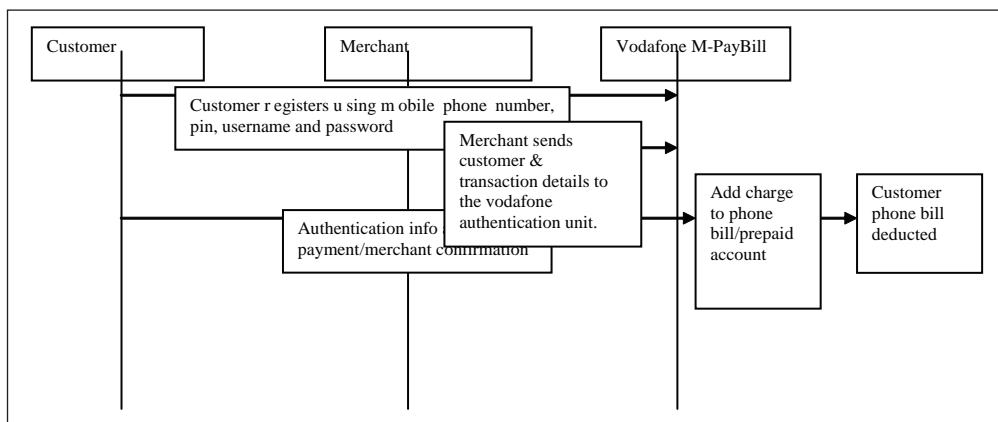 Customer
Merchant
Vodafone M-PayBill
Customer r egisters u sing m obile phone number,
pin, username and password
Merchant sends
customer &
transaction details to
the vodafone
authentication unit.
Authentication info
payment/merchant confirmation
Add charge
to phone
bill/prepaid
account
Customer
phone bill
deducted